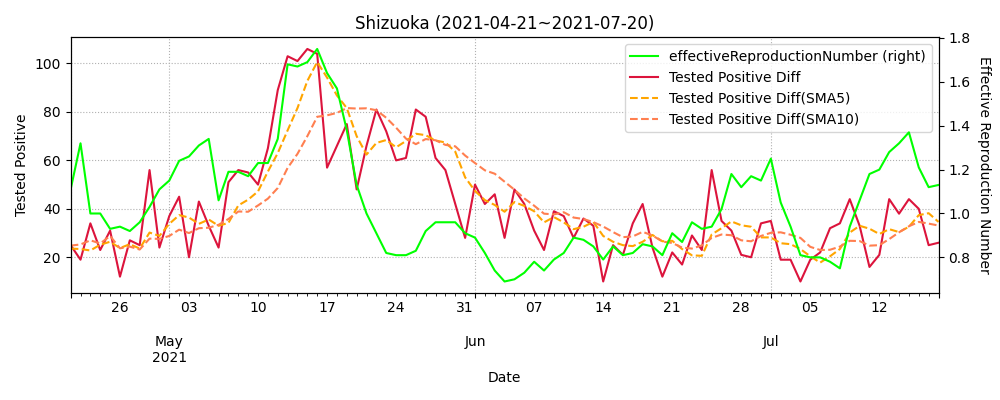 Shizuoka (2021-04-21~2021-07-20)
effectiveReproductionNumber (right)
Tested Positive Diff
Tested Positive Diff(SMA5)
Tested Positive Diff(SMA10)
Tested Positive
100
80
60
40
20
1.8
1.6
1.4
1.2
1.0
0.8
Effective Reproduction Number
26 03 10 17 24 31 07 14 21 28 05 12
May Jun Jul
2021
Date